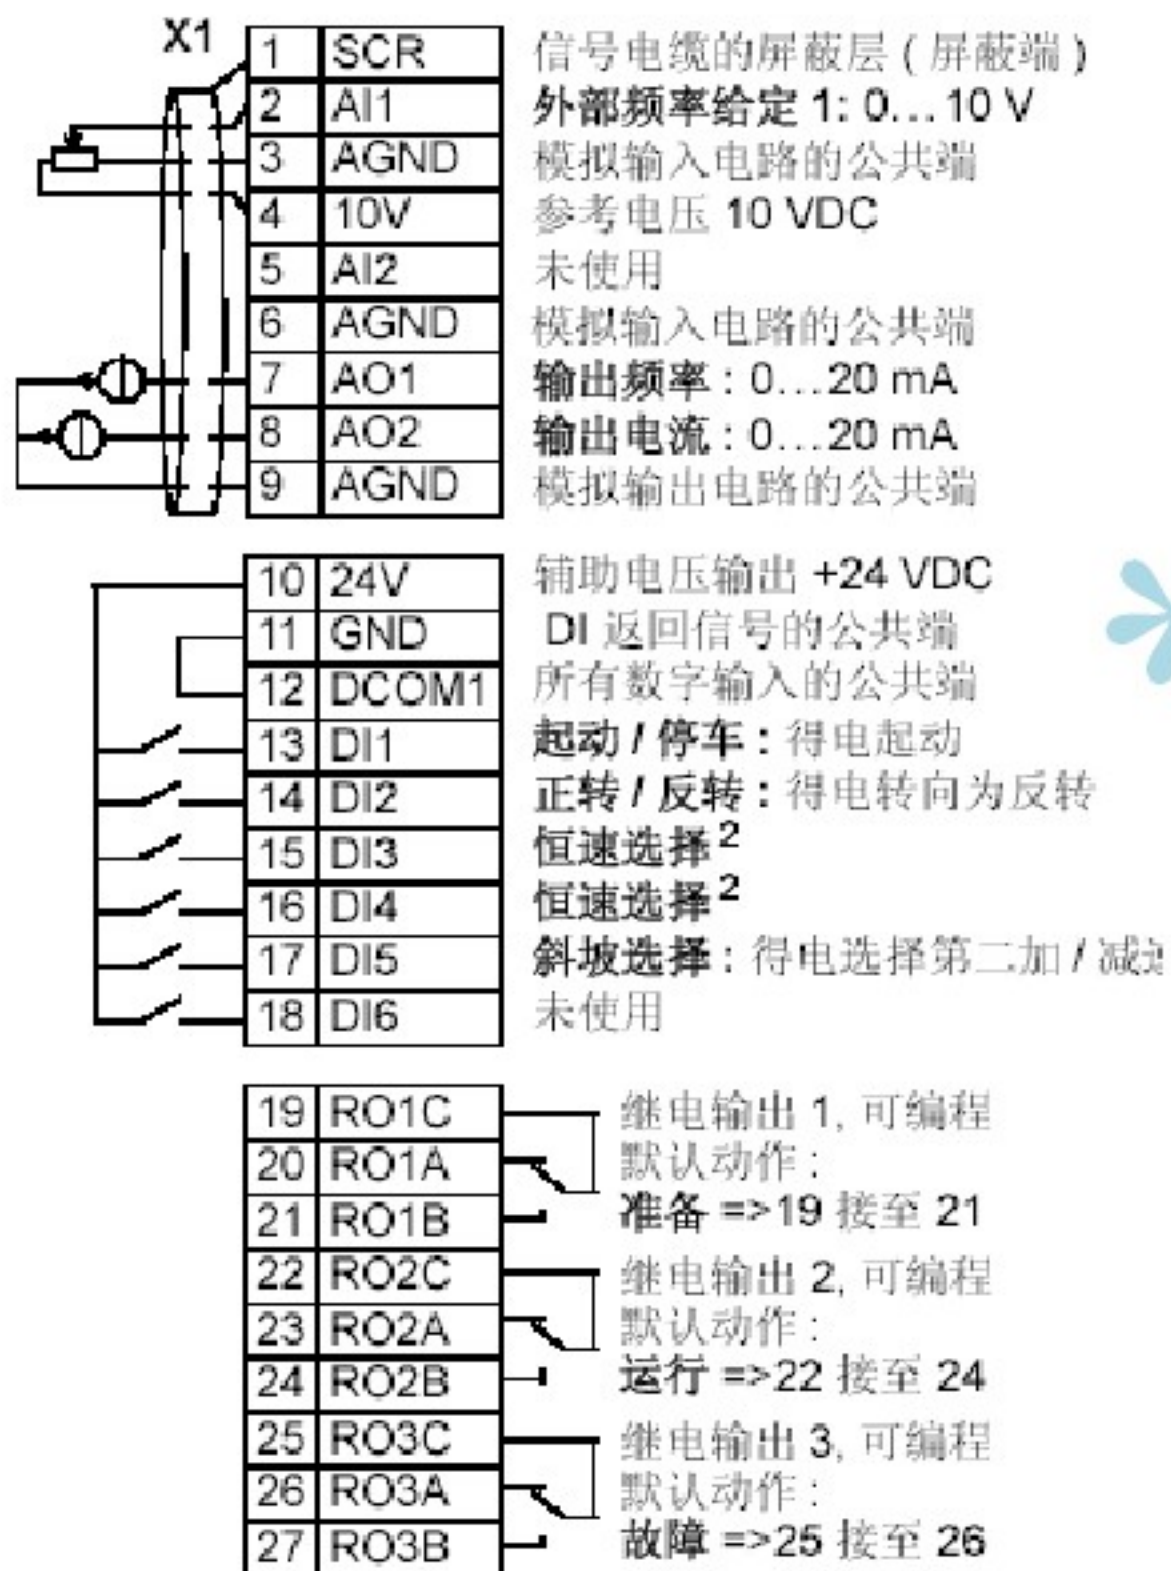 X1
1 SCR 信号电缆的屏蔽层 ( 屏蔽端 )
2 AI1 外部频率给定 1: 0…10 V
3 AGND 模拟输入电路的公共端
4 10V 参考电压 10 VDC
5 AI2 未使用
6 AGND 模拟输入电路的公共端
7 AO1 输出频率 : 0…20 mA
8 AO2 输出电流 : 0…20 mA
9 AGND 模拟输出电路的公共端
10 24V 辅助电压输出 +24 VDC
11 GND DI 返回信号的公共端
12 DCOM1 所有数字输入的公共端
13 DI1 起动 / 停车 : 得电起动
14 DI2 正转 / 反转 : 得电转向为反转
15 DI3 恒速选择 2
16 DI4 恒速选择 2
17 DI5 斜坡选择 : 得电选择第二加 / 减
18 DI6 未使用
19 RO1C 继电输出 1, 可编程
20 RO1A 默认动作 :
21 RO1B 准备 =>19 接至 21
22 RO2C 继电输出 2, 可编程
23 RO2A 默认动作 :
24 RO2B 运行 =>22 接至 24
25 RO3C 继电输出 3, 可编程
26 RO3A 默认动作 :
27 RO3B 故障 =>25 接至 26